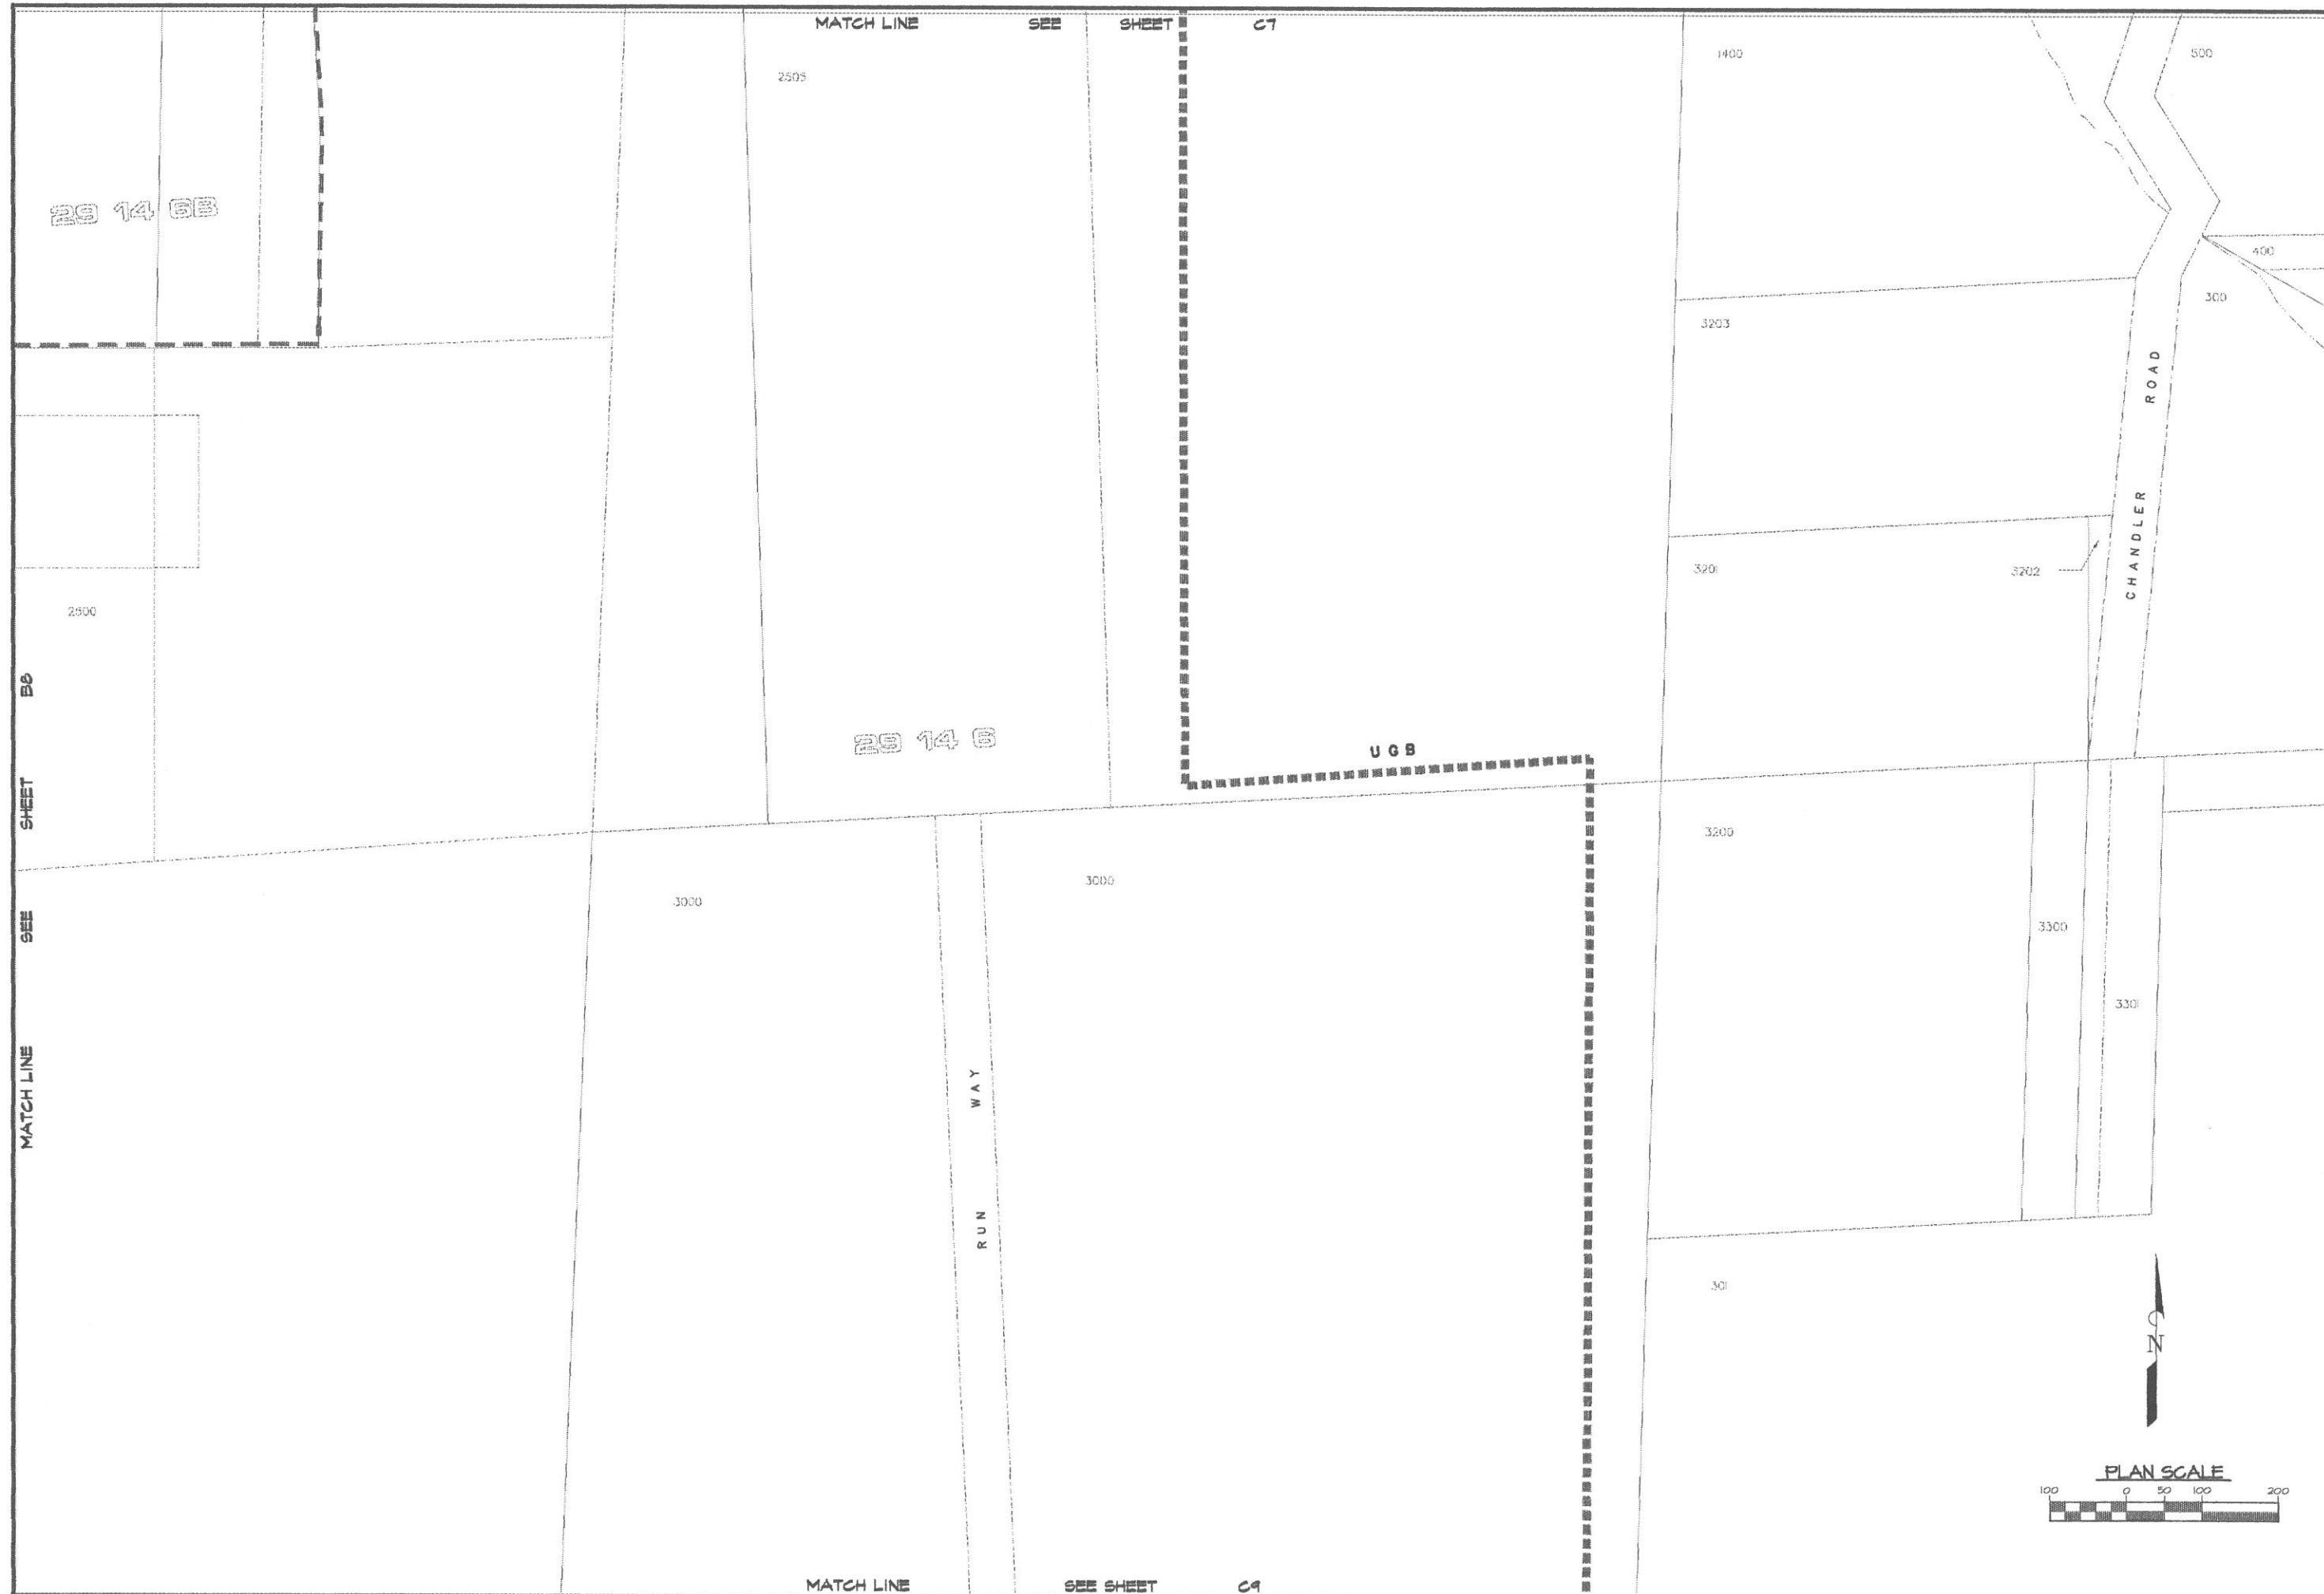 MATCH LINE SEE SHEET C7
2505
1400
500
29 14 6B
400
300
3203
CHANDLER ROAD
3201
3202
2500
MATCH LINE SEE SHEET B8
29 14 6
UGB
3200
3000
3000
3300
3301
RUN WAY
301
N
PLAN SCALE
100 0 50 100 200
MATCH LINE SEE SHEET C9